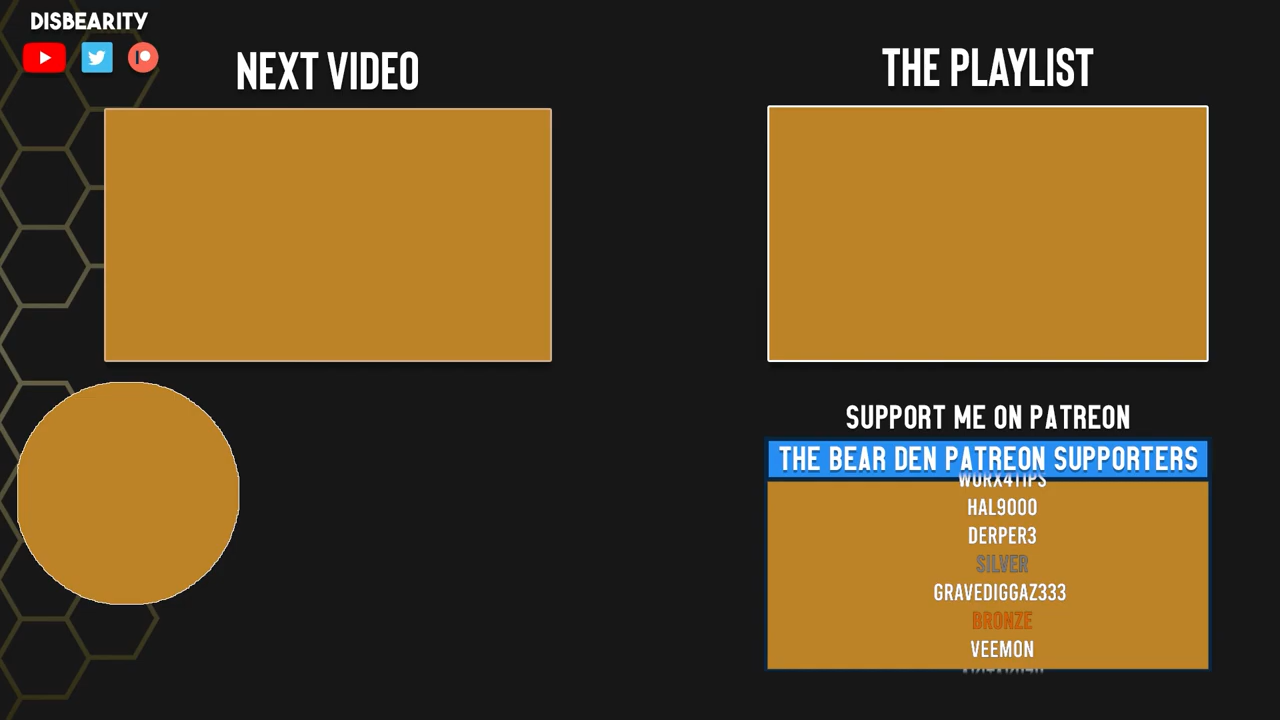 DISBEARITY
NEXT VIDEO
THE PLAYLIST
SUPPORT ME ON PATREON
THE BEAR DEN PATREON SUPPORTERS
WORX4TIPS
HAL9000
DERPER3
SILVER
GRAVEDIGGAZ333
BRONZE
VEEMON